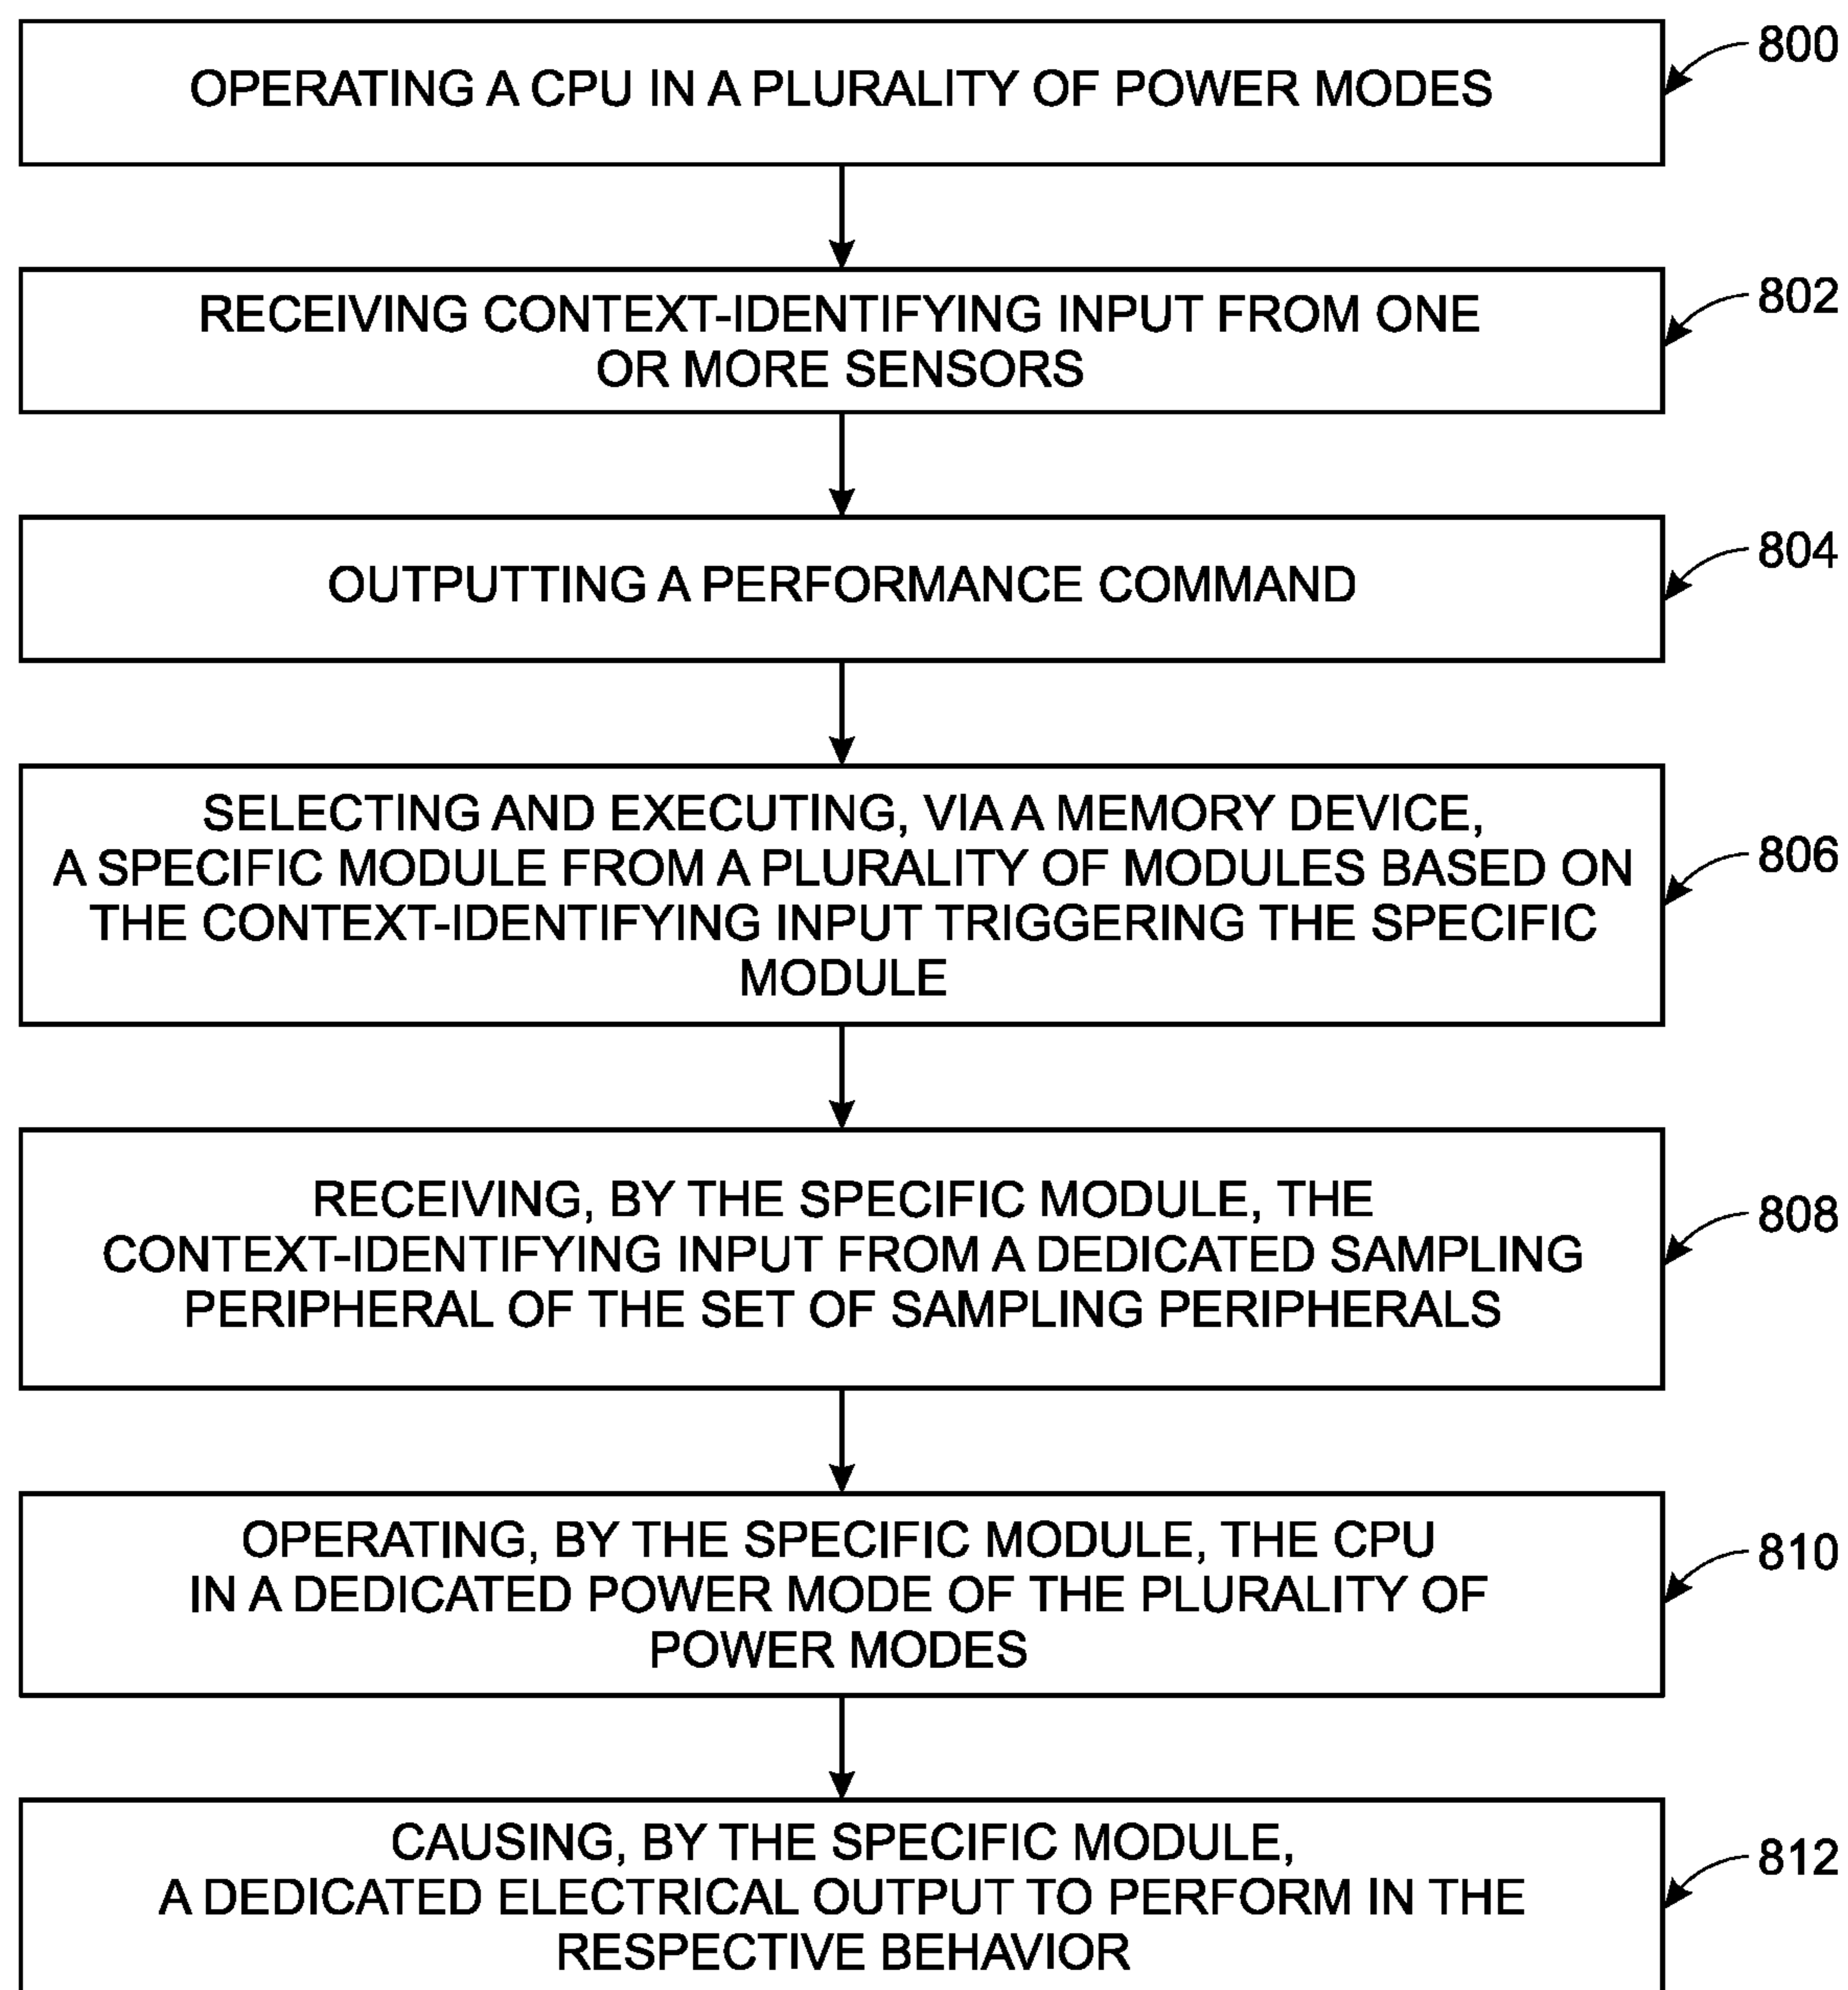 OPERATING A CPU IN A PLURALITY OF POWER MODES
800
RECEIVING CONTEXT-IDENTIFYING INPUT FROM ONE
OR MORE SENSORS
802
OUTPUTTING A PERFORMANCE COMMAND
804
SELECTING AND EXECUTING, VIA A MEMORY DEVICE,
A SPECIFIC MODULE FROM A PLURALITY OF MODULES BASED ON
THE CONTEXT-IDENTIFYING INPUT TRIGGERING THE SPECIFIC
MODULE
806
RECEIVING, BY THE SPECIFIC MODULE, THE
CONTEXT-IDENTIFYING INPUT FROM A DEDICATED SAMPLING
PERIPHERAL OF THE SET OF SAMPLING PERIPHERALS
808
OPERATING, BY THE SPECIFIC MODULE, THE CPU
IN A DEDICATED POWER MODE OF THE PLURALITY OF
POWER MODES
810
CAUSING, BY THE SPECIFIC MODULE,
A DEDICATED ELECTRICAL OUTPUT TO PERFORM IN THE
RESPECTIVE BEHAVIOR
812